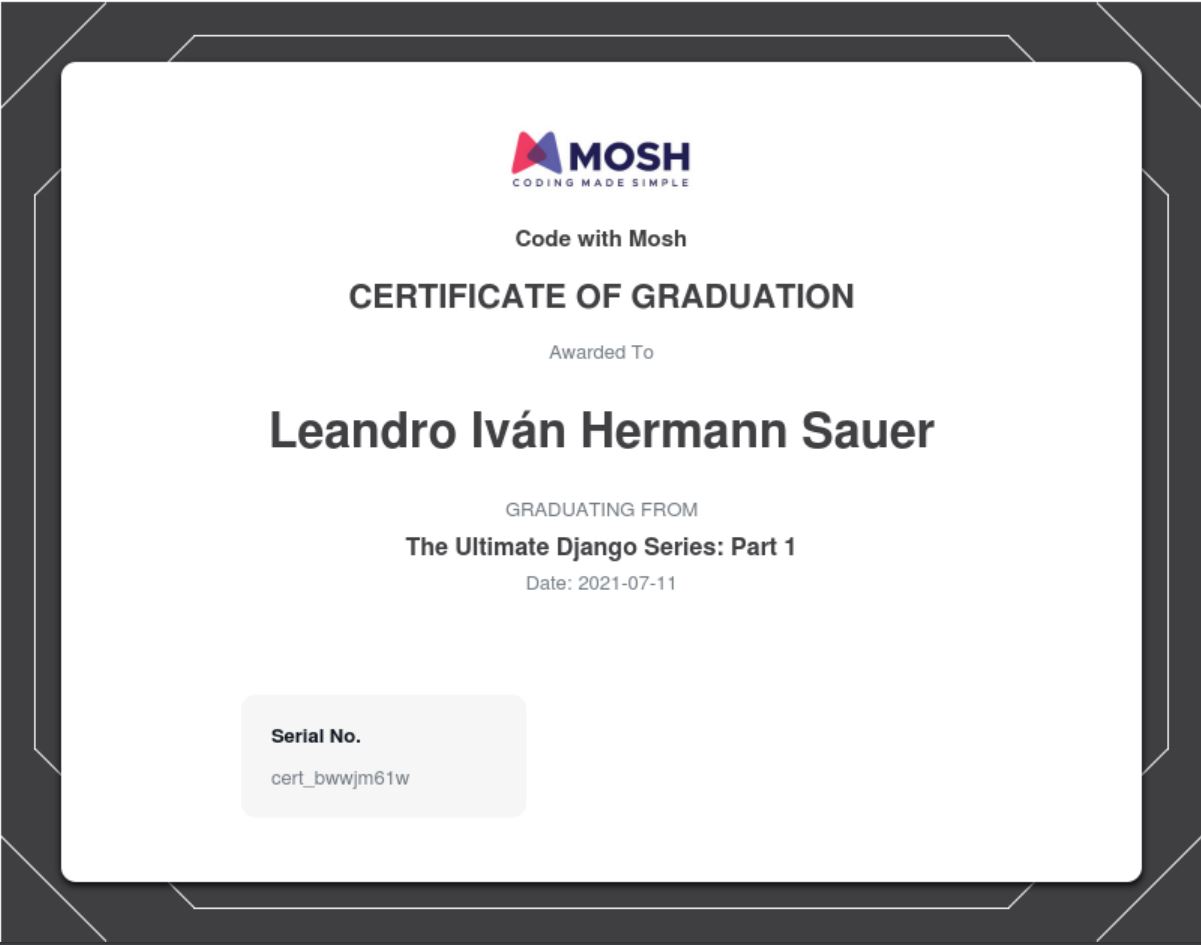 MOSH
CODING MADE SIMPLE
Code with Mosh
CERTIFICATE OF GRADUATION
Awarded To
Leandro Iván Hermann Sauer
GRADUATING FROM
The Ultimate Django Series: Part 1
Date: 2021-07-11
Serial No.
cert_bwwjm61w